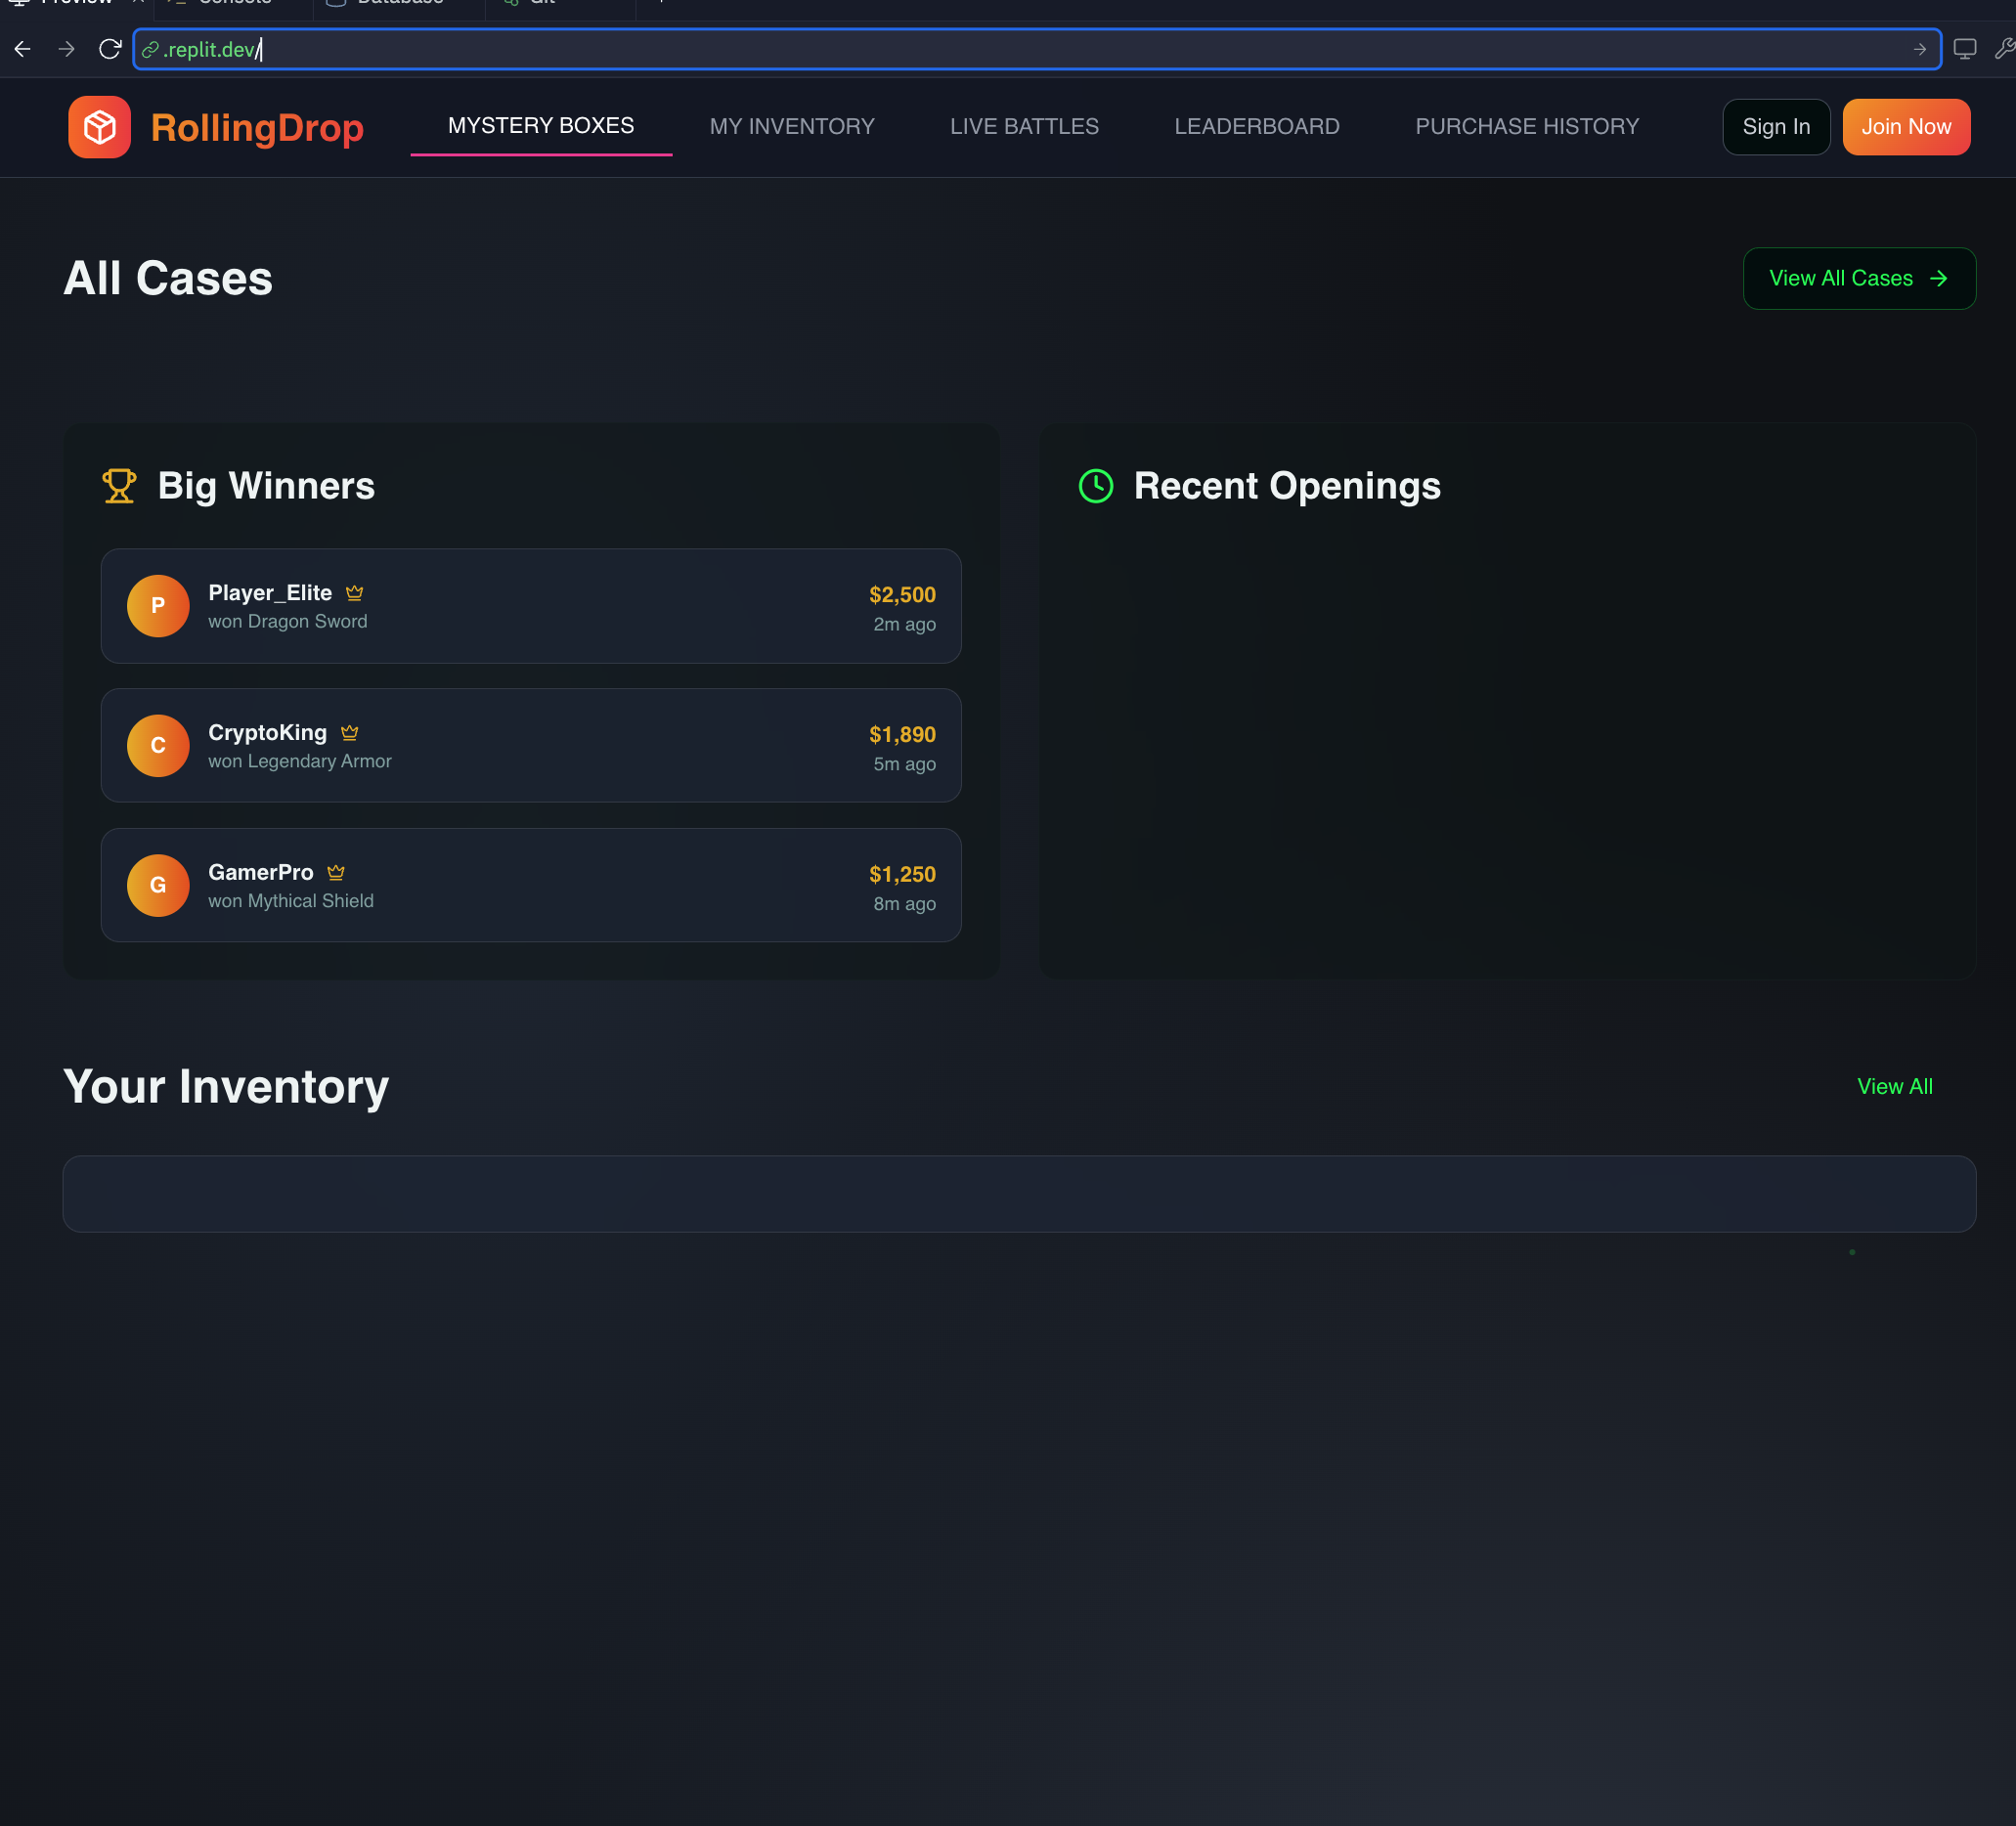 Preview
Console
Database
Git
.replit.dev/
RollingDrop
MYSTERY BOXES
MY INVENTORY
LIVE BATTLES
LEADERBOARD
PURCHASE HISTORY
Sign In
Join Now
All Cases
View All Cases
Big Winners
P
Player_Elite
won Dragon Sword
$2,500
2m ago
C
CryptoKing
won Legendary Armor
$1,890
5m ago
G
GamerPro
won Mythical Shield
$1,250
8m ago
Recent Openings
Your Inventory
View All